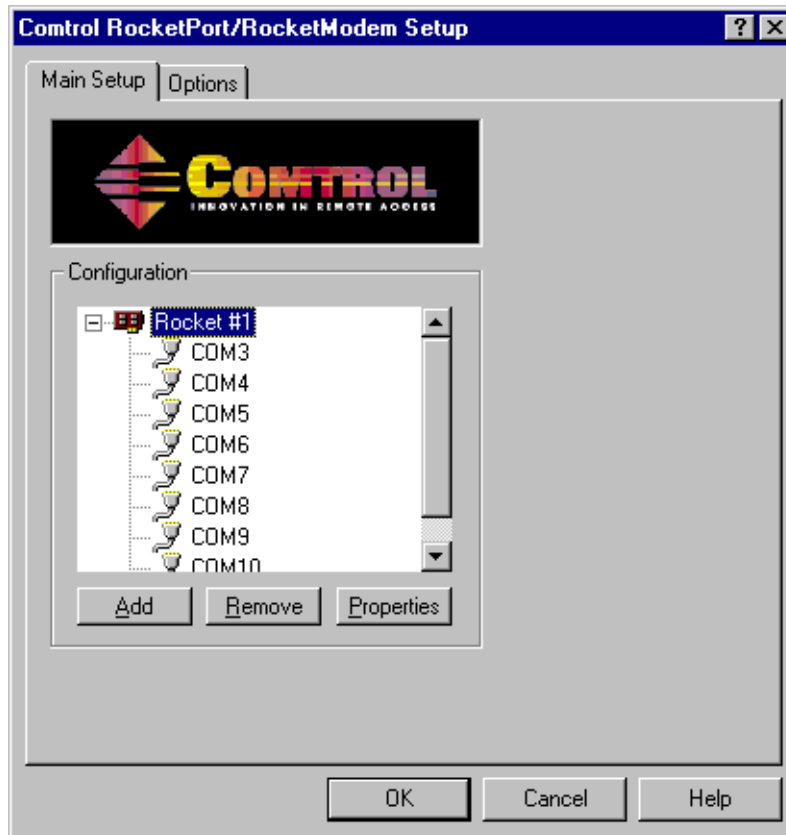 Comtrol RocketPort/RocketModem Setup
Main Setup Options
COMTROL
INNOVATION IN REMOTE ACCESS
Configuration
Rocket #1
COM3
COM4
COM5
COM6
COM7
COM8
COM9
COM10
Add Remove Properties
OK Cancel Help